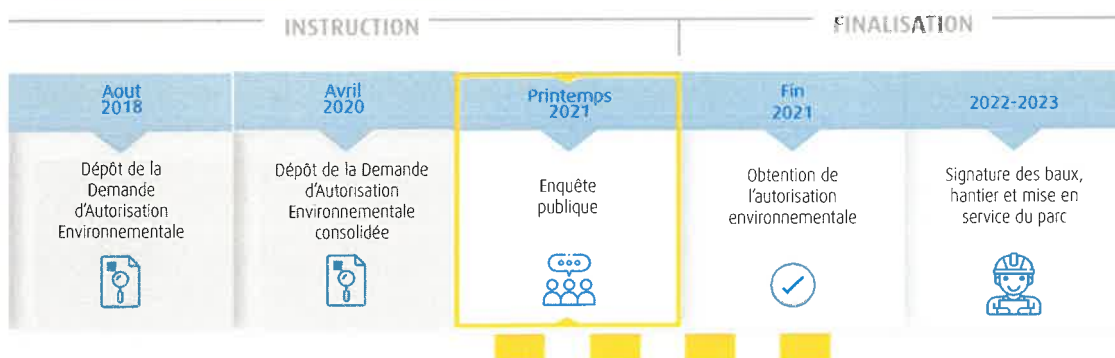 INSTRUCTION
FINALISATION
Aout
2018
Dépôt de la
Demande
d'Autorisation
Environnementale
Avril
2020
Dépôt de la Demande
d'Autorisation
Environnementale
consolidée
Printemps
2021
Enquête
publique
Fin
2021
Obtention de
l'autorisation
environnementale
2022-2023
Signature des baux,
hantier et mise en
service du parc